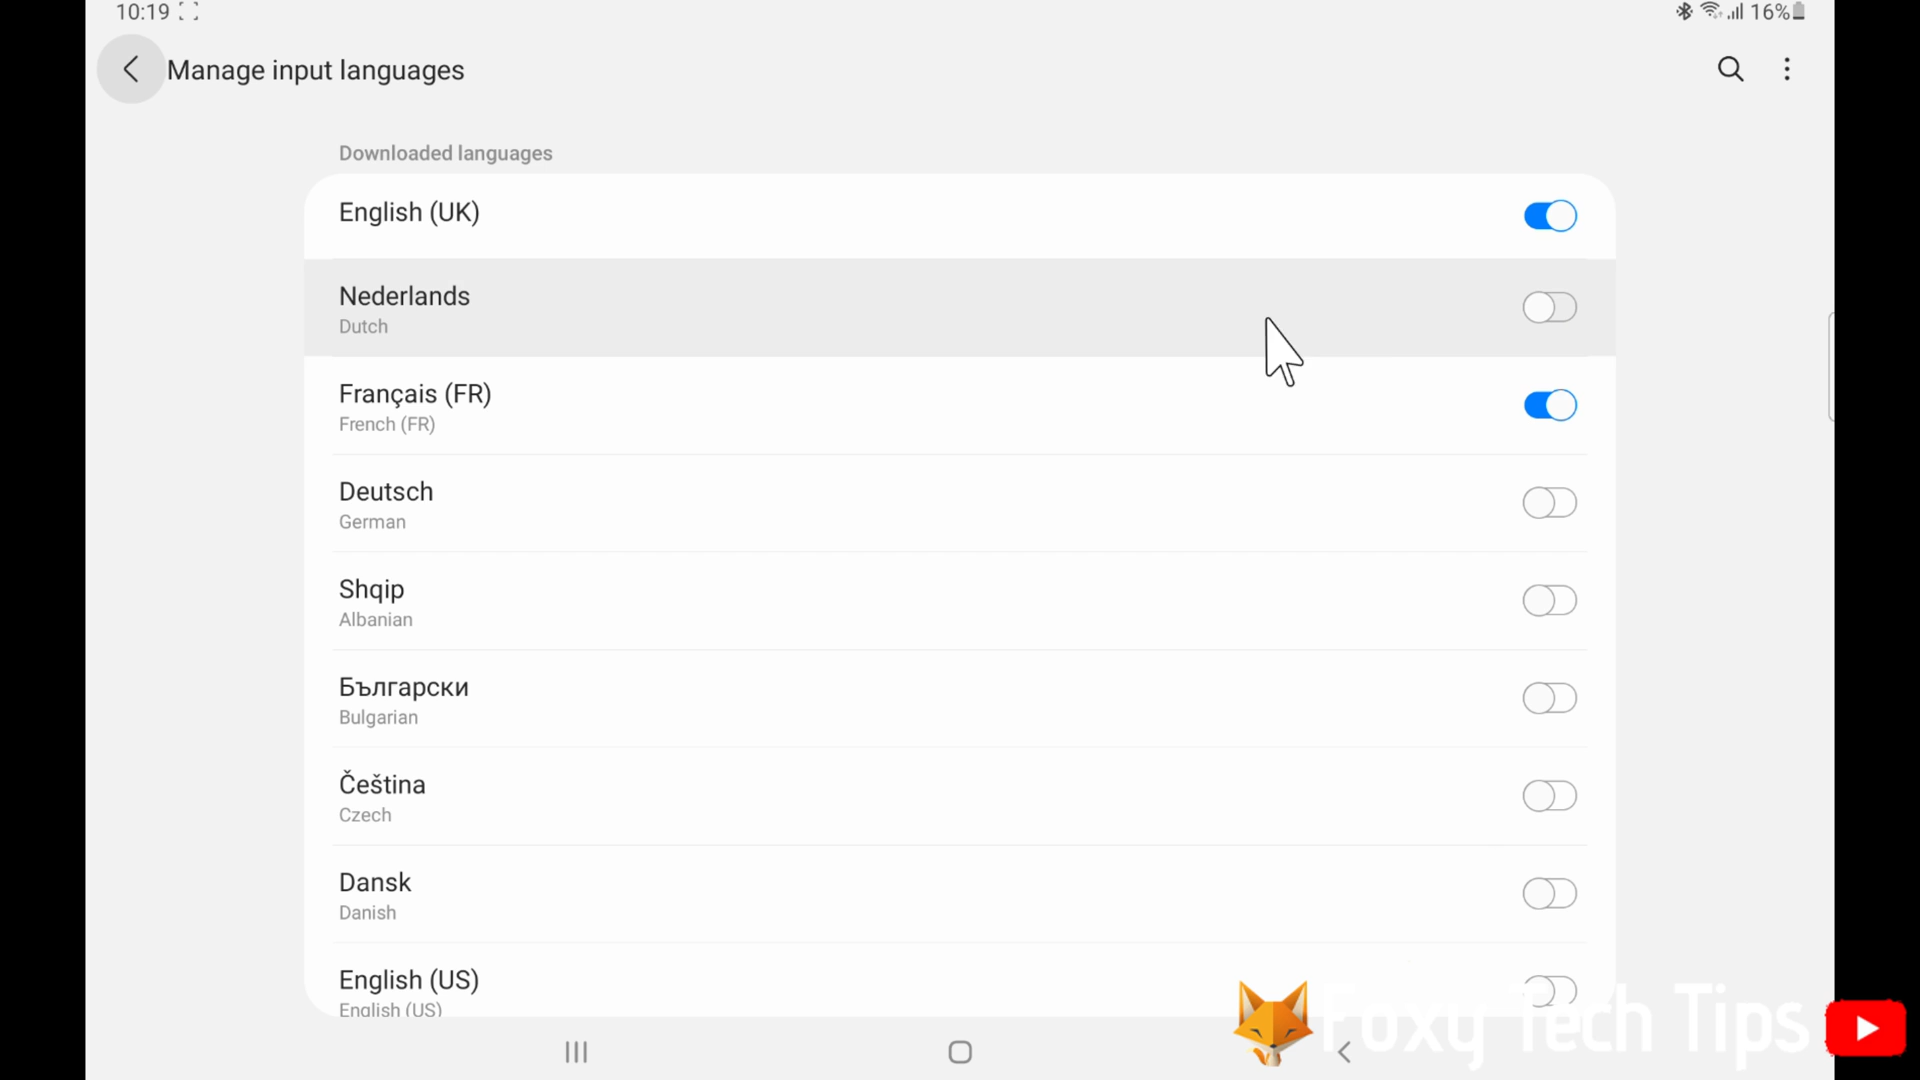 10:19
16%
Manage input languages
Downloaded languages
English (UK)
Nederlands
Dutch
Français (FR)
French (FR)
Deutsch
German
Shqip
Albanian
Български
Bulgarian
Čeština
Czech
Dansk
Danish
English (US)
English (US)
Foxy Tech Tips